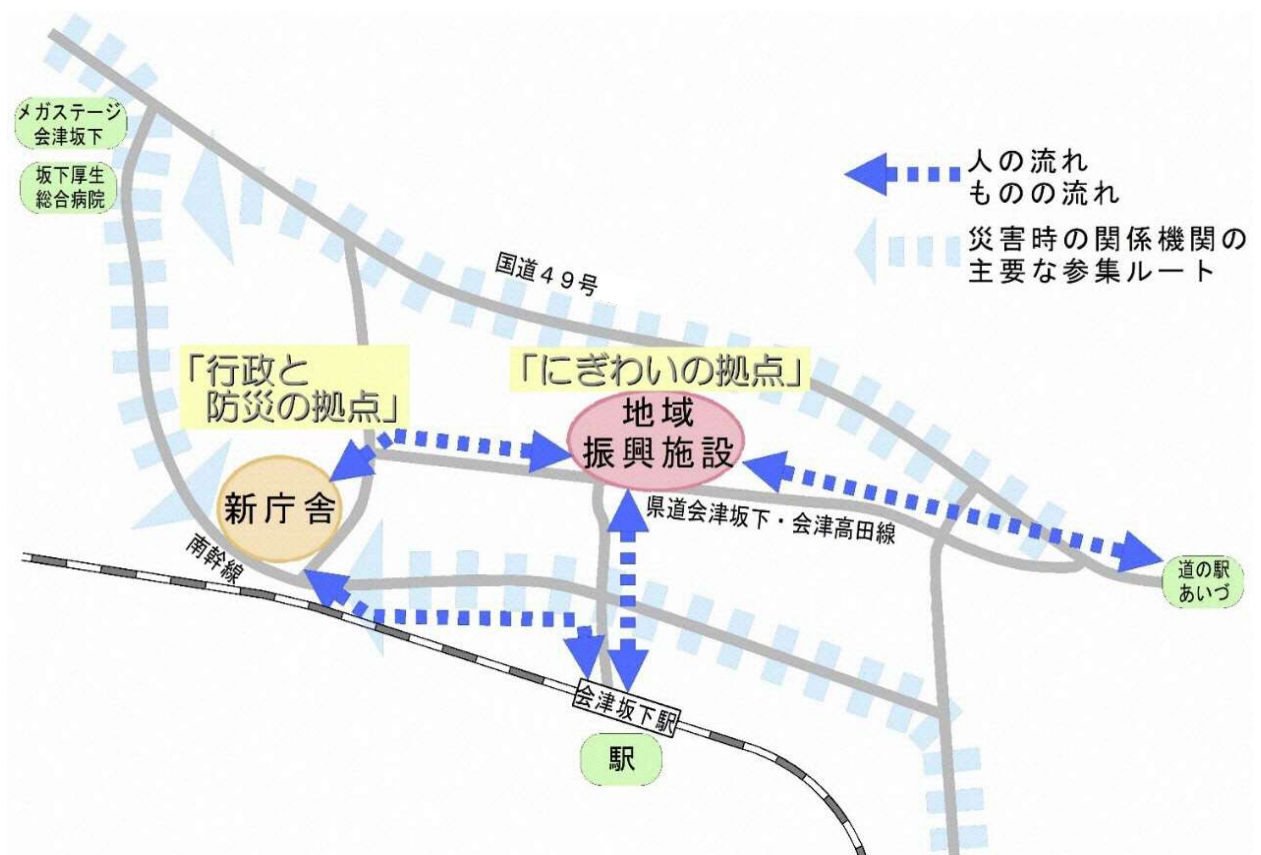 メガステージ
会津坂下
坂下厚生
総合病院
人の流れ
ものの流れ
災害時の関係機関の
主要な参集ルート
国道49号
「行政と
防災の拠点」
「にぎわいの拠点」
地域
振興施設
新庁舎
県道会津坂下・会津高田線
南幹線
道の駅
あいづ
会津坂下駅
駅